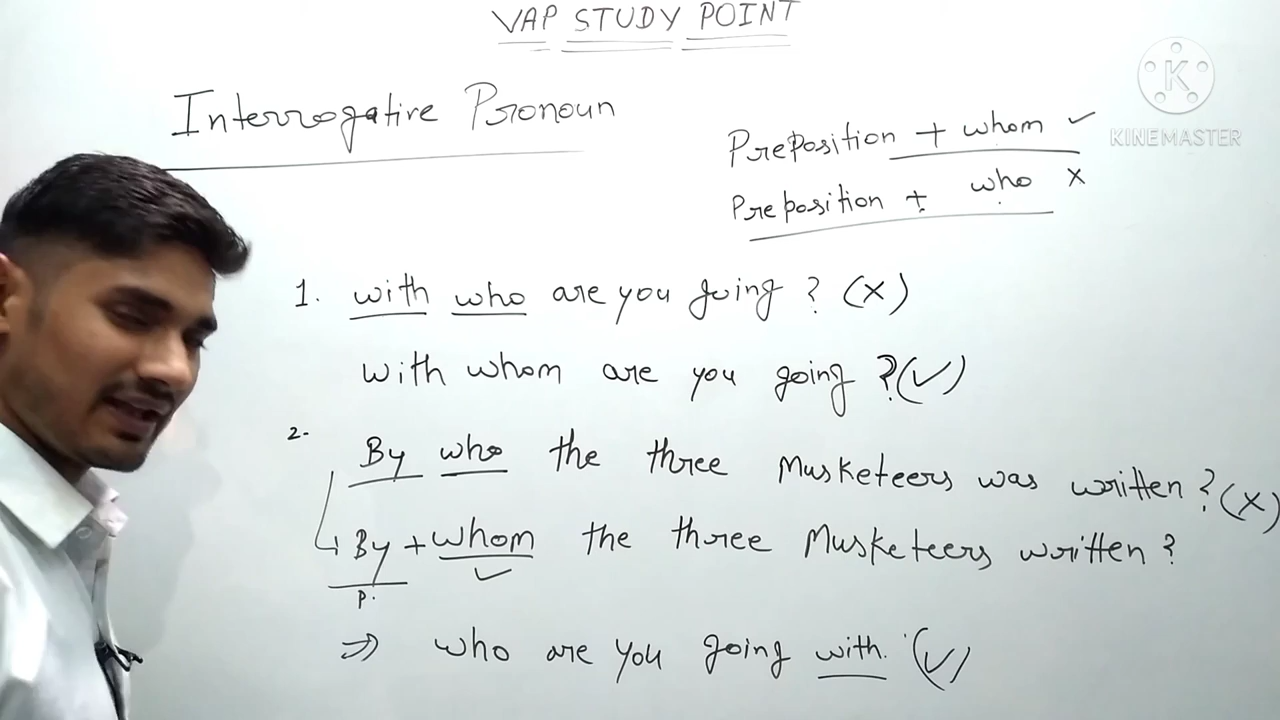 VAP STUDY POINT
Interrogative Pronoun
Preposition + whom ✓
Preposition + who x
KINEMASTER
1. with who are you going ? (x)
With whom are you going ? (✓)
2- By who the three Musketeers was written ? (x)
By + whom the three Musketeers written ?
P. ✓
⇒ who are you going with. (✓)